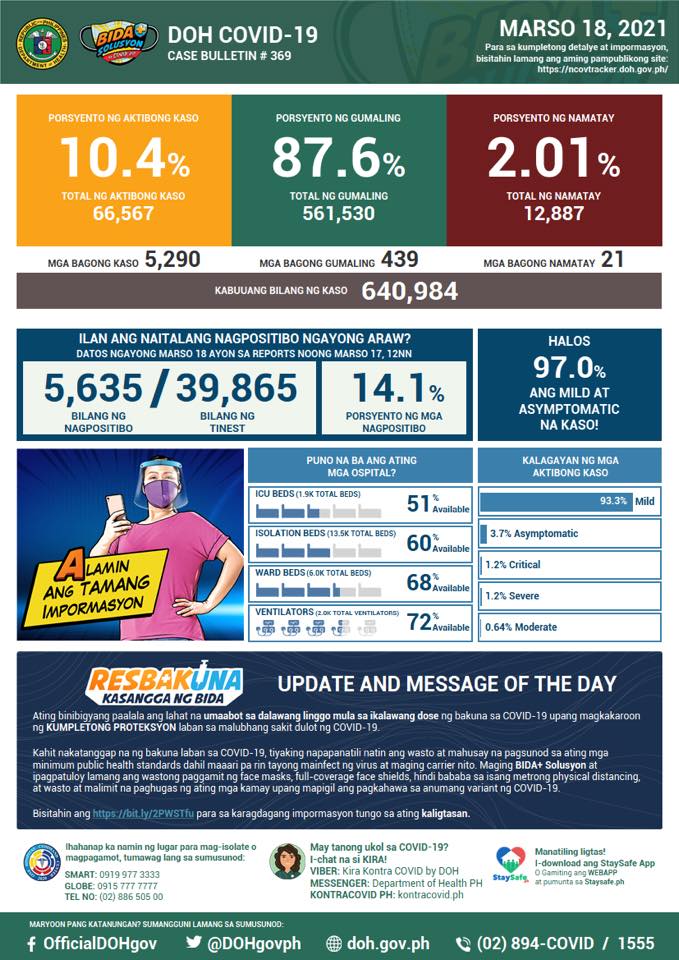 REPUBLIC OF THE PHILIPPINES
DEPARTMENT OF HEALTH
BIDA
SOLUSYON
DOH COVID-19
CASE BULLETIN # 369
MARSO 18, 2021
Para sa kumpletong detalye at impormasyon,
bisitahin lamang ang aming pampublikong site:
https://ncovtracker.doh.gov.ph/
PORSYENTO NG AKTIBONG KASO
10.4%
TOTAL NG AKTIBONG KASO
66,567
PORSYENTO NG GUMALING
87.6%
TOTAL NG GUMALING
561,530
PORSYENTO NG NAMATAY
2.01%
TOTAL NG NAMATAY
12,887
MGA BAGONG KASO 5,290
MGA BAGONG GUMALING 439
MGA BAGONG NAMATAY 21
KABUUANG BILANG NG KASO 640,984
ILAN ANG NAITALANG NAGPOSITIBO NGAYONG ARAW?
DATOS NGAYONG MARSO 18 AYON SA REPORTS NOONG MARSO 17, 12NN
5,635 / 39,865
BILANG NG
NAGPOSITIBO
BILANG NG
TINEST
14.1%
PORSYENTO NG MGA
NAGPOSITIBO
HALOS
97.0%
ANG MILD AT
ASYMPTOMATIC
NA KASO!
ALAMIN
ANG TAMANG
IMPORMASYON
PUNO NA BA ANG ATING
MGA OSPITAL?
ICU BEDS (1.9K TOTAL BEDS)
51% Available
ISOLATION BEDS (13.5K TOTAL BEDS)
60% Available
WARD BEDS (6.0K TOTAL BEDS)
68% Available
VENTILATORS (2.0K TOTAL VENTILATORS)
72% Available
KALAGAYAN NG MGA
AKTIBONG KASO
93.3% Mild
3.7% Asymptomatic
1.2% Critical
1.2% Severe
0.64% Moderate
RESBAKUNA
KASANGGA NG BIDA
UPDATE AND MESSAGE OF THE DAY
Ating binibigyang paalala ang lahat na umaabot sa dalawang linggo mula sa ikalawang dose ng bakuna sa COVID-19 upang magkakaroon
ng KUMPLETONG PROTEKSYON laban sa malubhang sakit dulot ng COVID-19.
Kahit nakatanggap na ng bakuna laban sa COVID-19, tiyaking napapanatili natin ang wasto at mahusay na pagsunod sa ating mga
minimum public health standards dahil maaari pa rin tayong mainfect ng virus at maging carrier nito. Maging BIDA+ Solusyon at
ipagpatuloy lamang ang wastong paggamit ng face masks, full-coverage face shields, hindi bababa sa isang metrong physical distancing,
at wasto at malimit na paghugas ng ating mga kamay upang mapigil ang pagkahawa sa anumang variant ng COVID-19.
Bisitahin ang https://bit.ly/2PWSTfu para sa karagdagang impormasyon tungo sa ating kaligtasan.
Ihahanap ka namin ng lugar para mag-isolate o
magpagamot, tumawag lang sa sumusunod:
SMART: 0919 977 3333
GLOBE: 0915 777 7777
TEL NO: (02) 886 505 00
May tanong ukol sa COVID-19?
I-chat na si KIRA!
VIBER: Kira Kontra COVID by DOH
MESSENGER: Department of Health PH
KONTRACOVID PH: kontracovid.ph
StaySafe
Manatiling ligtas!
I-download ang StaySafe App
O Gamiting ang WEBAPP
at pumunta sa Staysafe.ph
MARYOON PANG KATANUNGAN? SUMANGGUNI LAMANG SA SUMUSUNOD:
OfficialDOHgov
@DOHgovph
doh.gov.ph
(02) 894-COVID / 1555